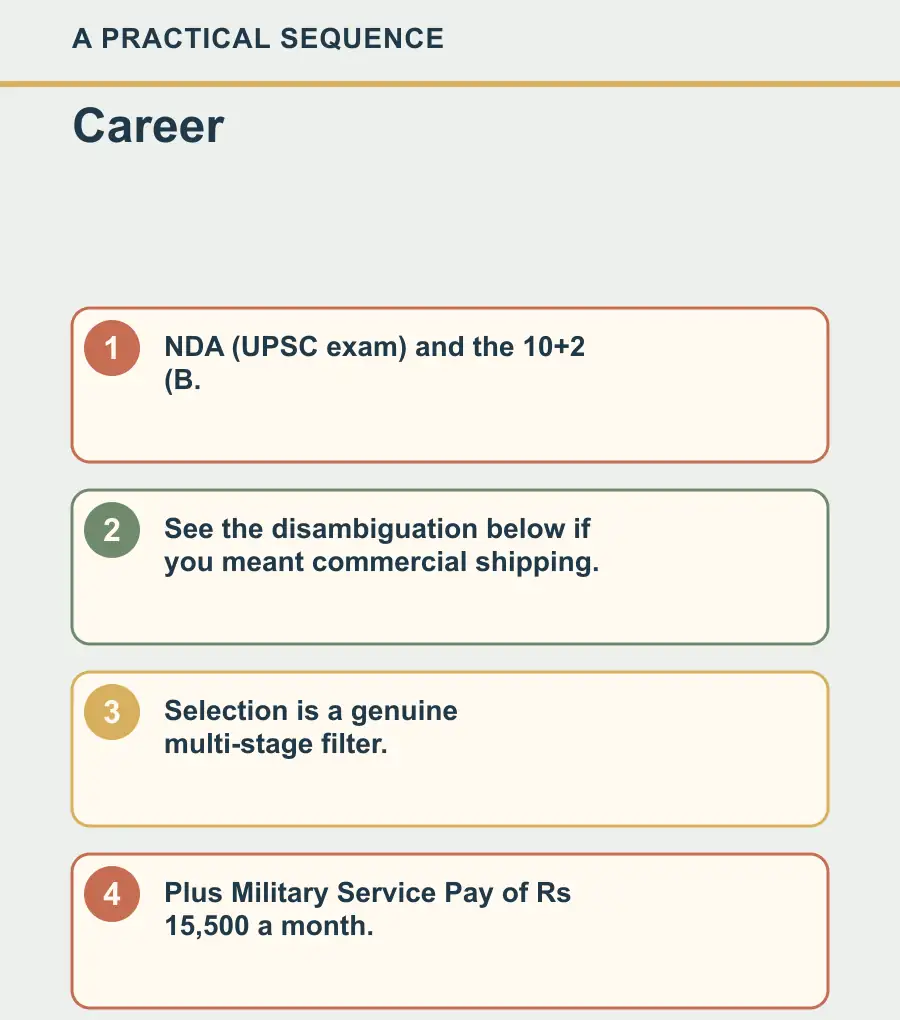 A PRACTICAL SEQUENCE
Career
1
NDA (UPSC exam) and the 10+2
(B.
2
See the disambiguation below if
you meant commercial shipping.
3
Selection is a genuine
multi-stage filter.
4
Plus Military Service Pay of Rs
15,500 a month.